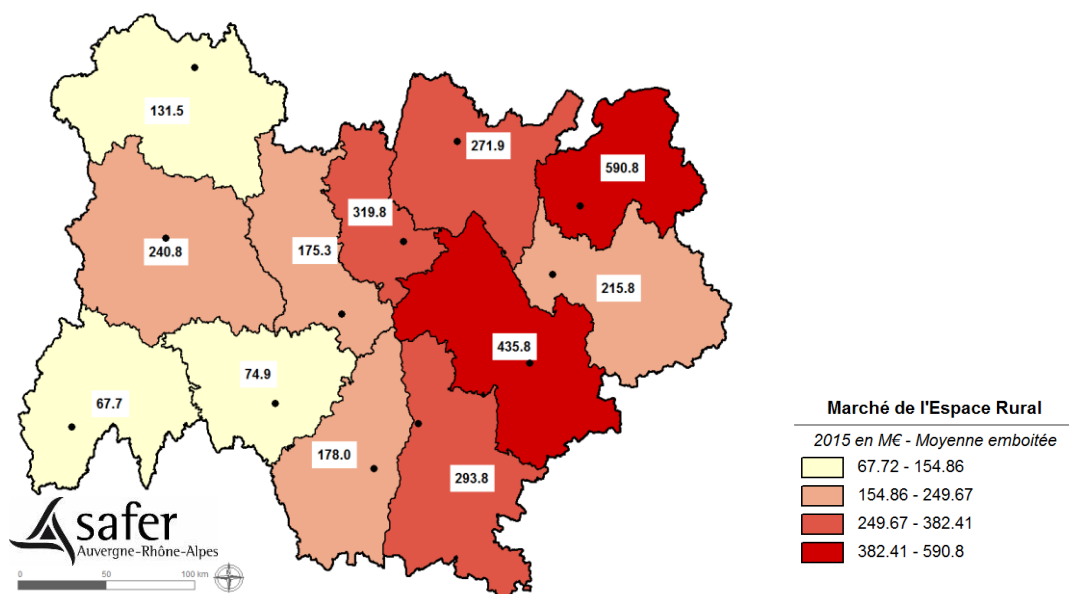 131.5
271.9
590.8
319.8
240.8
175.3
215.8
435.8
74.9
67.7
178.0
293.8
Marché de l'Espace Rural
2015 en M€ - Moyenne emboitée
67.72 - 154.86
154.86 - 249.67
249.67 - 382.41
382.41 - 590.8
safer
Auvergne-Rhône-Alpes
0 50 100 km